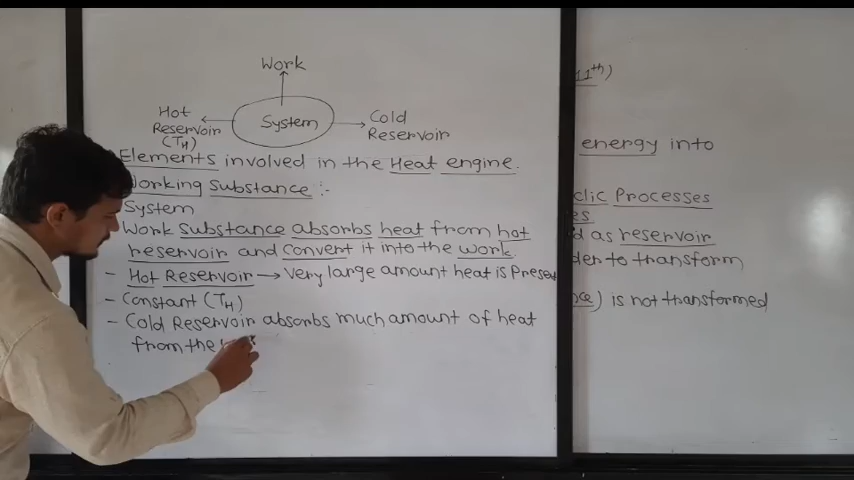 Work
Hot
Reservoir
(TH)
System
Cold
Reservoir
Elements involved in the Heat engine.
Working Substance :-
System
Work substance absorbs heat from hot
reservoir and convert it into the work.
- Hot Reservoir → Very large amount heat is Present
- Constant (TH)
- Cold Reservoir absorbs much amount of heat
from the
11th)
energy into
clic Processes
es
d as reservoir
der to transform
nce) is not transformed